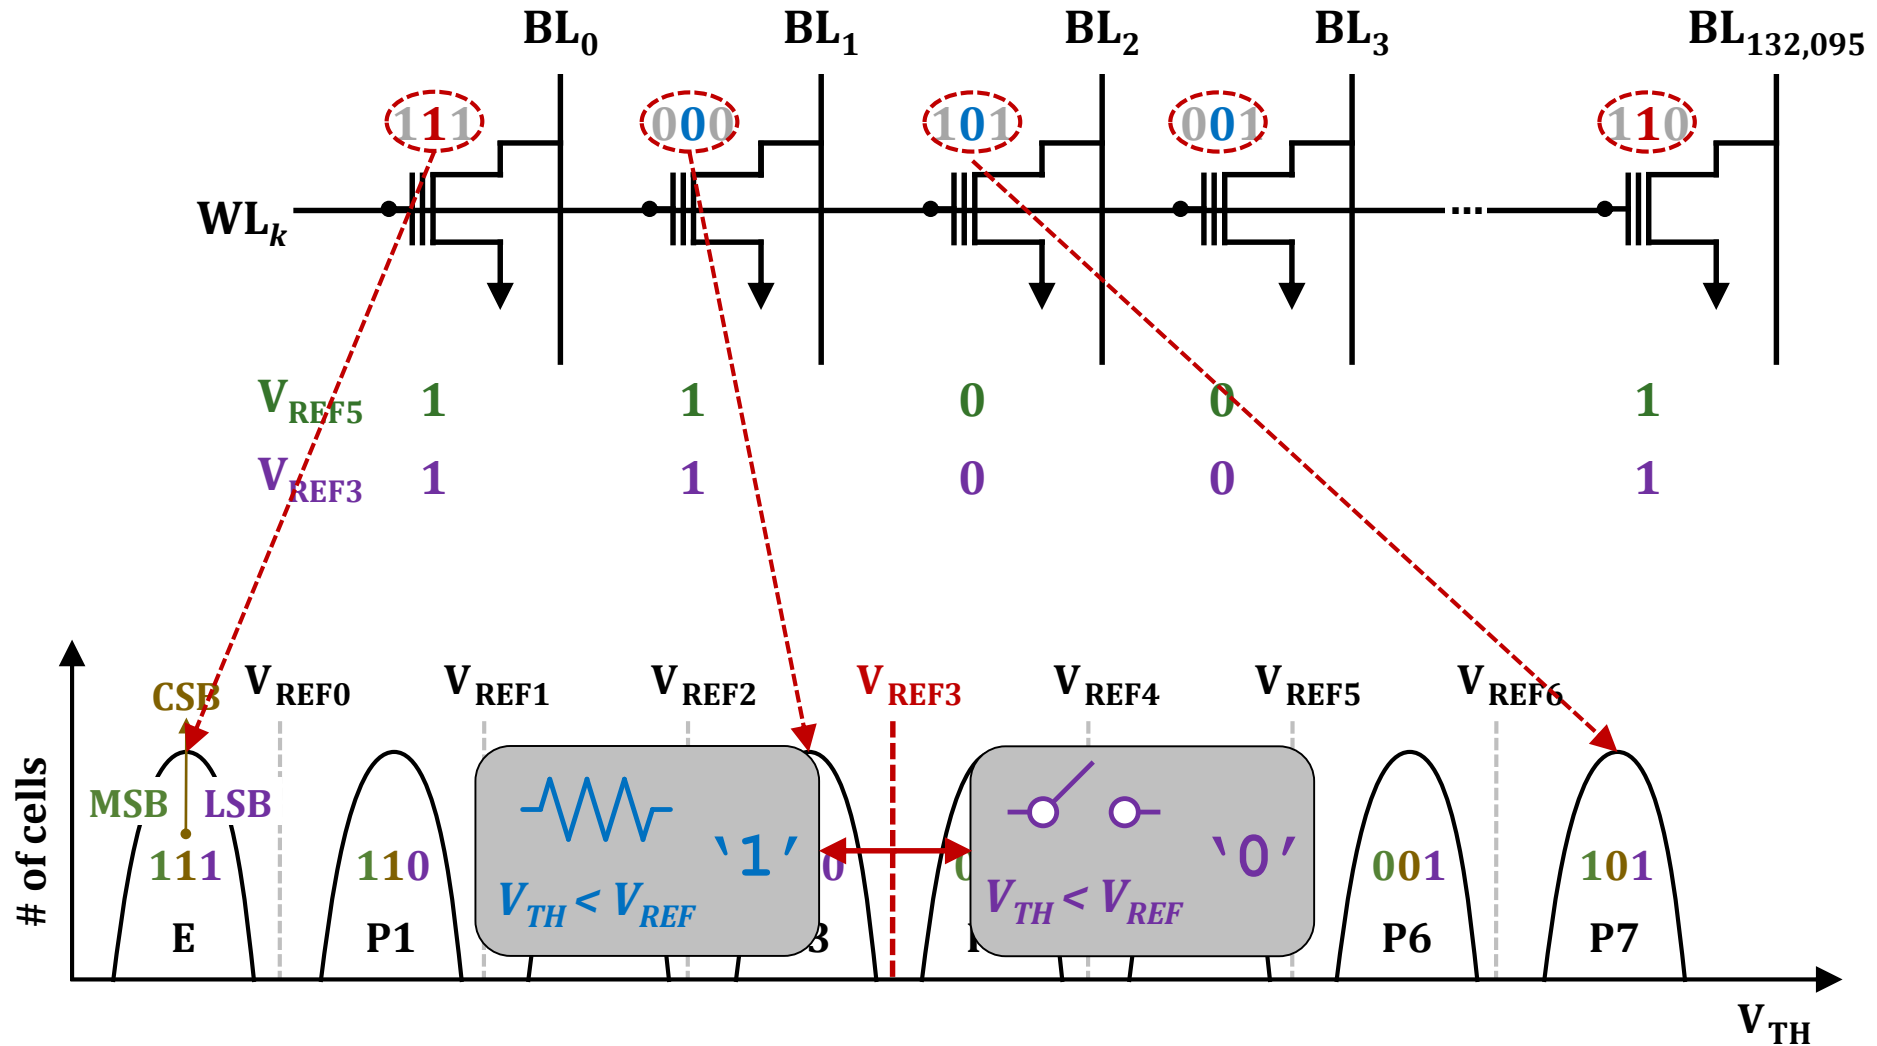 BL0 BL1 BL2 BL3 BL132,095
111 000 101 001 110
WLk ...
VREF5 1 1 0 0 1
VREF3 1 1 0 0 1
CSB VREF0 VREF1 VREF2 VREF3 VREF4 VREF5 VREF6
# of cells
MSB LSB
'1' '0'
111 110 0 001 101
VTH < VREF VTH < VREF
E P1 3 P6 P7
VTH